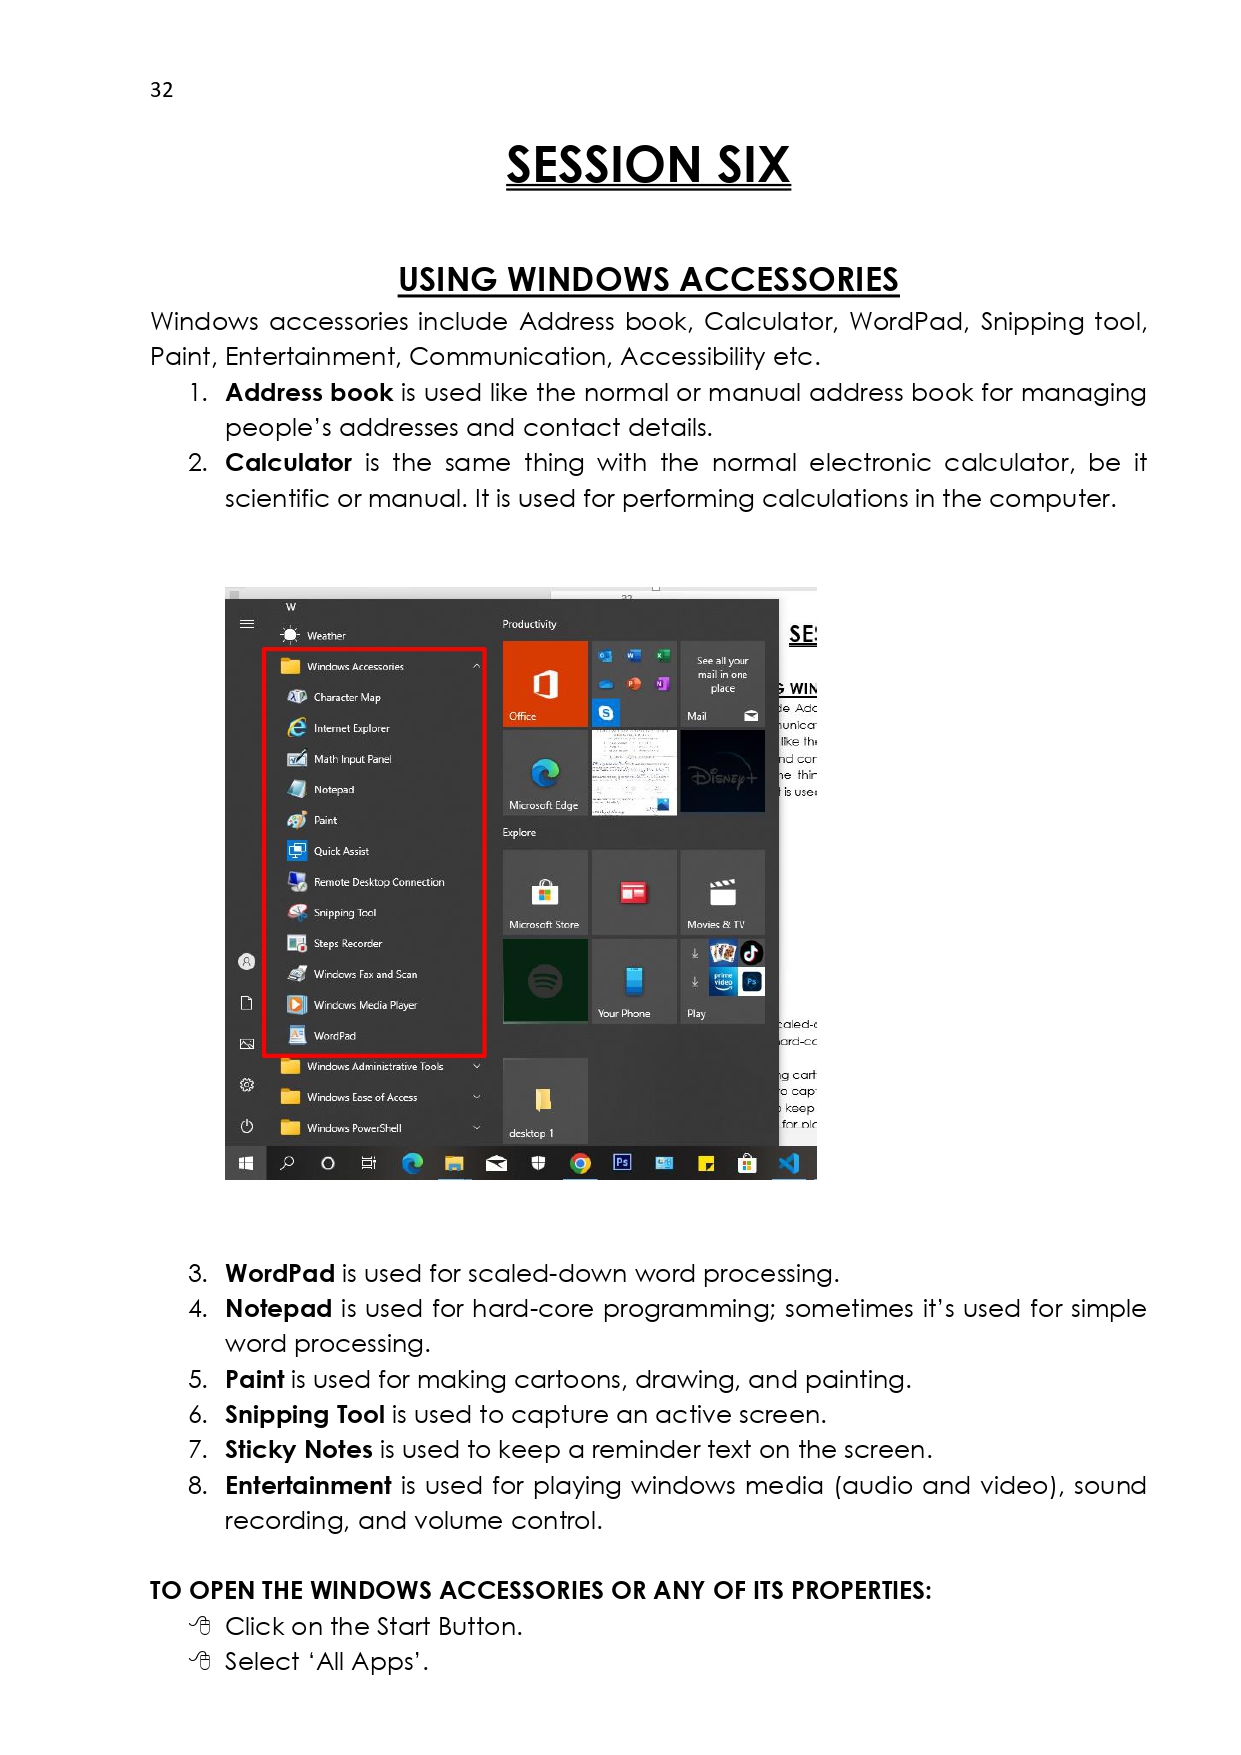 32
SESSION SIX
USING WINDOWS ACCESSORIES
Windows accessories include Address book, Calculator, WordPad, Snipping tool,
Paint, Entertainment, Communication, Accessibility etc.
1. Address book is used like the normal or manual address book for managing
people's addresses and contact details.
2. Calculator is the same thing with the normal electronic calculator, be it
scientific or manual. It is used for performing calculations in the computer.
W
Weather
Windows Accessories
Character Map
Internet Explorer
Math Input Panel
Notepad
Paint
Quick Assist
Remote Desktop Connection
Snipping Tool
Steps Recorder
Windows Fax and Scan
Windows Media Player
WordPad
Windows Administrative Tools
Windows Ease of Access
Windows PowerShell
Productivity
Office
See all your
mail in one
place
Mail
Microsoft Edge
Disney+
Explore
Microsoft Store
Movies & TV
Your Phone
prime
video
Ps
Play
desktop 1
Ps
3. WordPad is used for scaled-down word processing.
4. Notepad is used for hard-core programming; sometimes it's used for simple
word processing.
5. Paint is used for making cartoons, drawing, and painting.
6. Snipping Tool is used to capture an active screen.
7. Sticky Notes is used to keep a reminder text on the screen.
8. Entertainment is used for playing windows media (audio and video), sound
recording, and volume control.
TO OPEN THE WINDOWS ACCESSORIES OR ANY OF ITS PROPERTIES:
Click on the Start Button.
Select 'All Apps'.